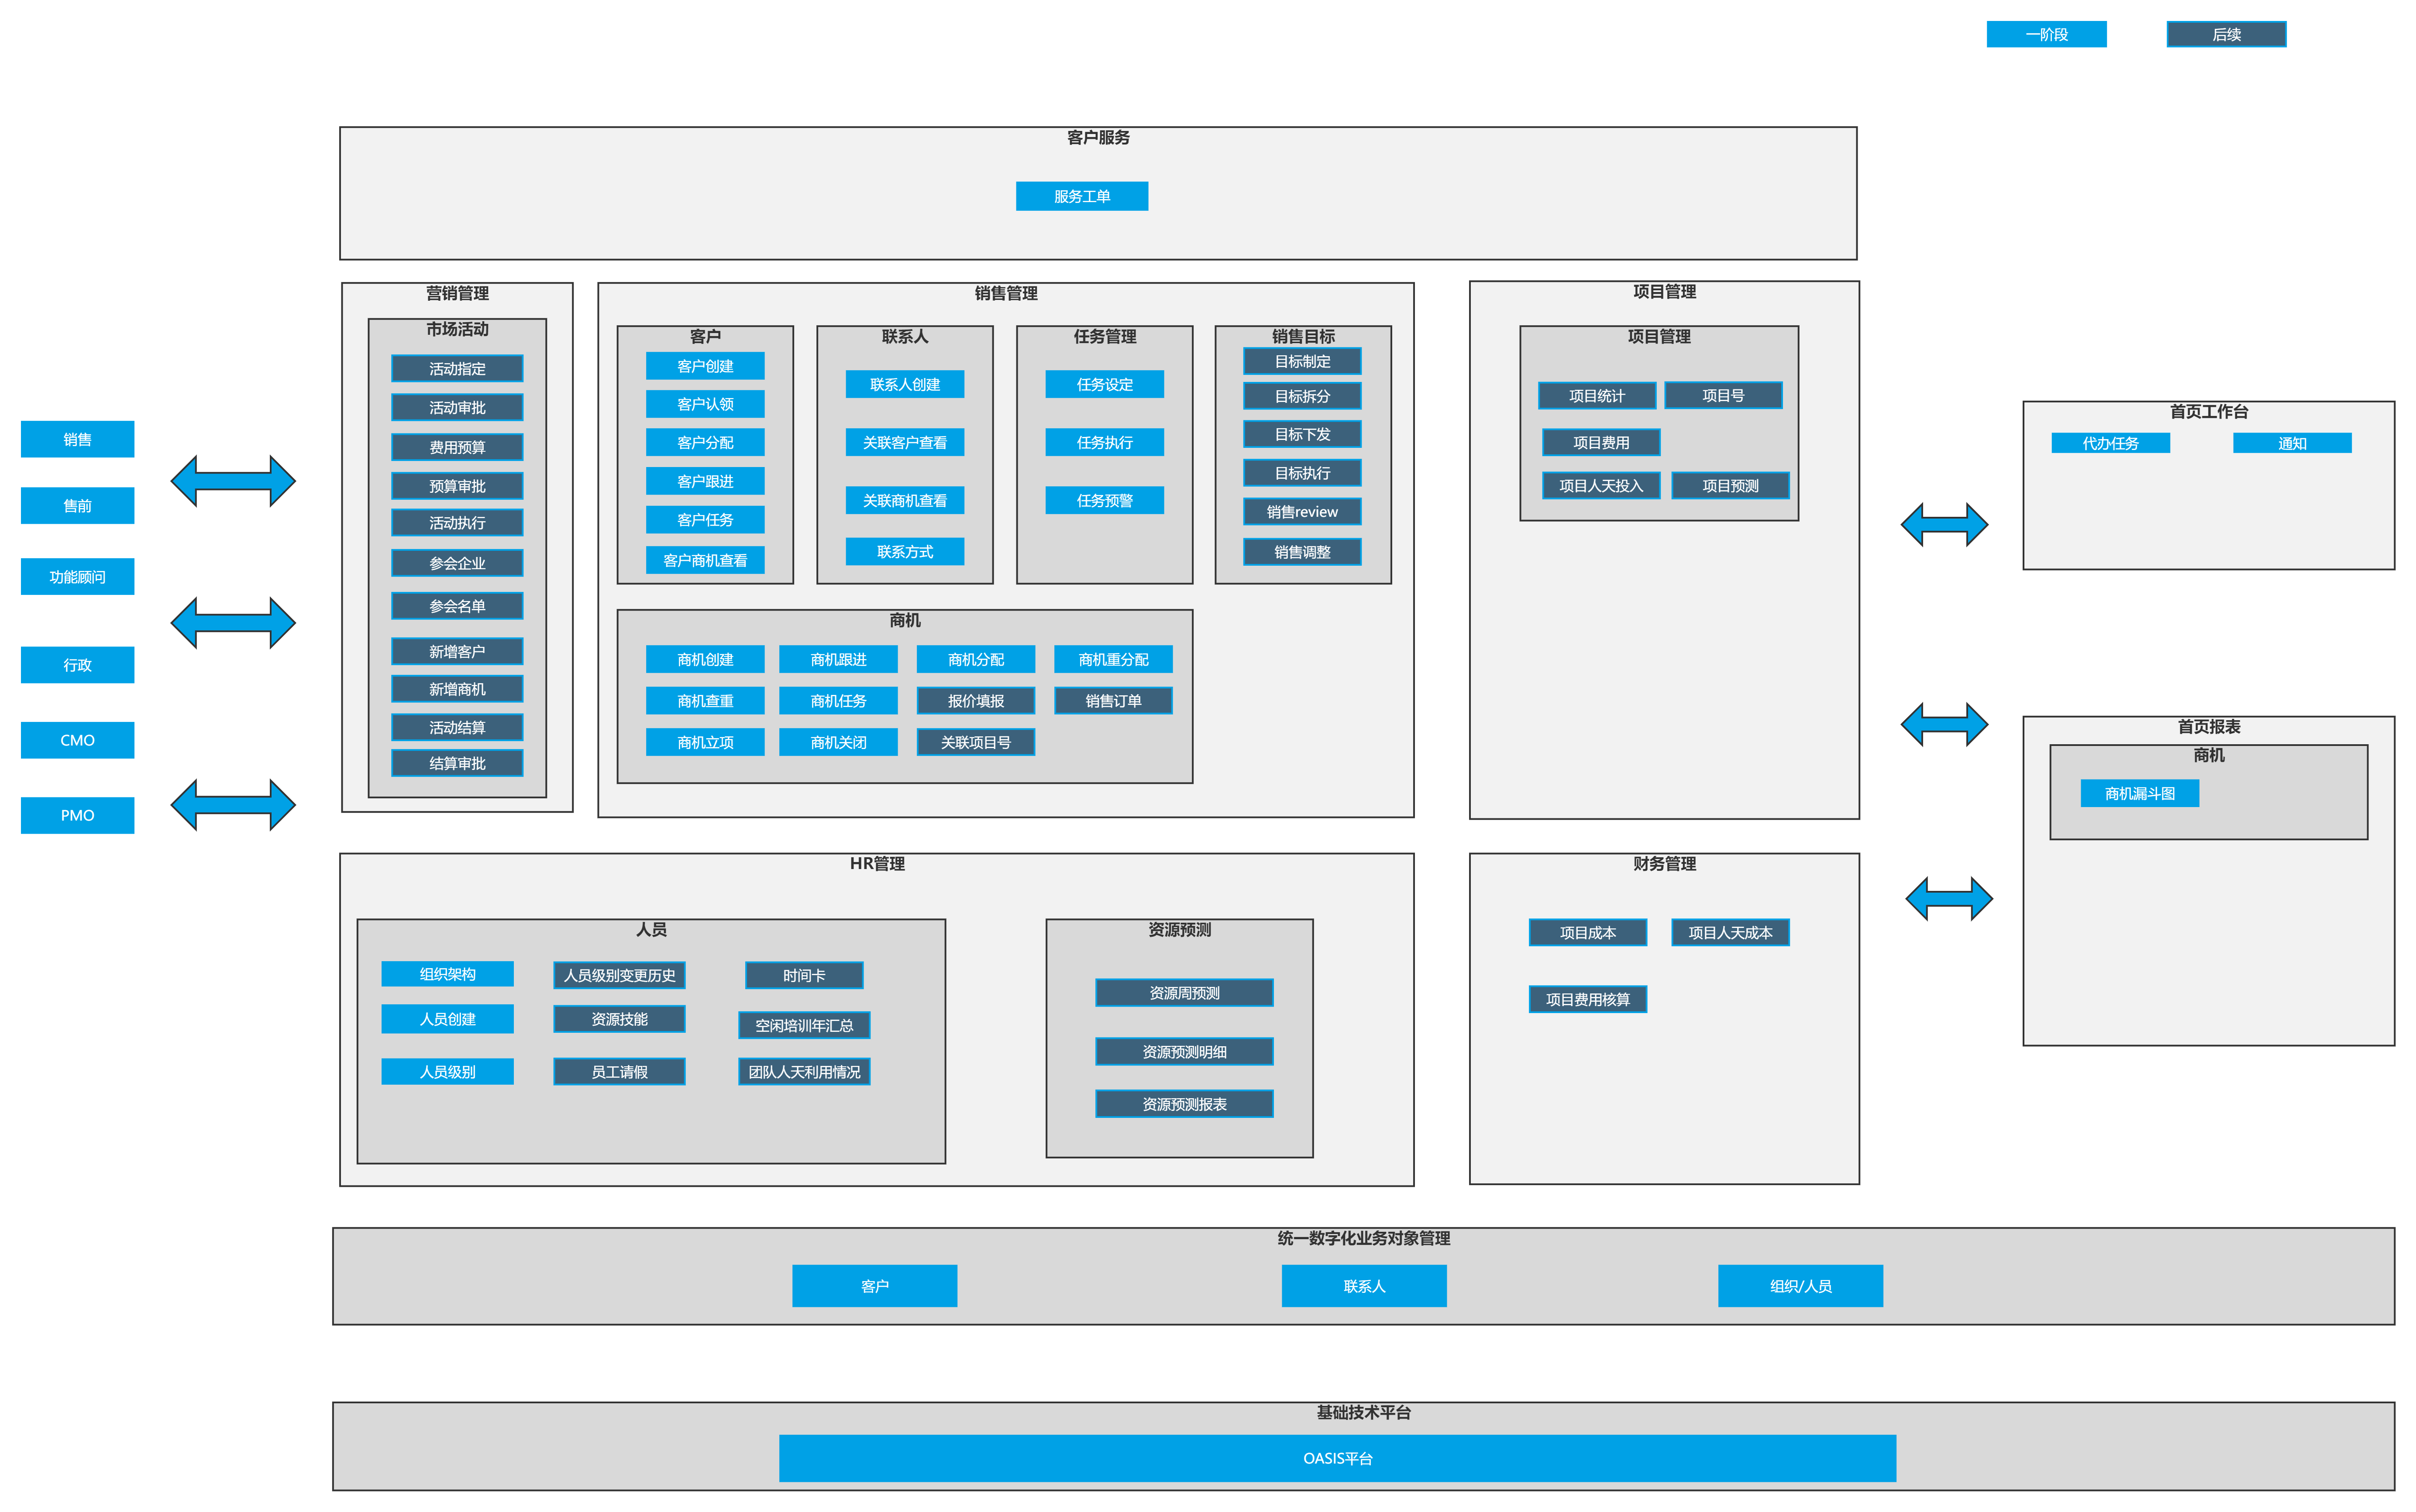 一阶段
后续
客户服务
服务工单
销售
售前
功能顾问
行政
CMO
PMO
营销管理
市场活动
活动指定
活动审批
费用预算
预算审批
活动执行
参会企业
参会名单
新增客户
新增商机
活动结算
结算审批
销售管理
客户
客户创建
客户认领
客户分配
客户跟进
客户任务
客户商机查看
联系人
联系人创建
关联客户查看
关联商机查看
联系方式
任务管理
任务设定
任务执行
任务预警
销售目标
目标制定
目标拆分
目标下发
目标执行
销售review
销售调整
商机
商机创建
商机跟进
商机分配
商机重分配
商机查重
商机任务
报价填报
销售订单
商机立项
商机关闭
关联项目号
项目管理
项目管理
项目统计
项目号
项目费用
项目人天投入
项目预测
首页工作台
代办任务
通知
首页报表
商机
商机漏斗图
HR管理
人员
组织架构
人员级别变更历史
时间卡
人员创建
资源技能
空闲培训年汇总
人员级别
员工请假
团队人天利用情况
资源预测
资源周预测
资源预测明细
资源预测报表
财务管理
项目成本
项目人天成本
项目费用核算
统一数字化业务对象管理
客户
联系人
组织/人员
基础技术平台
OASIS平台